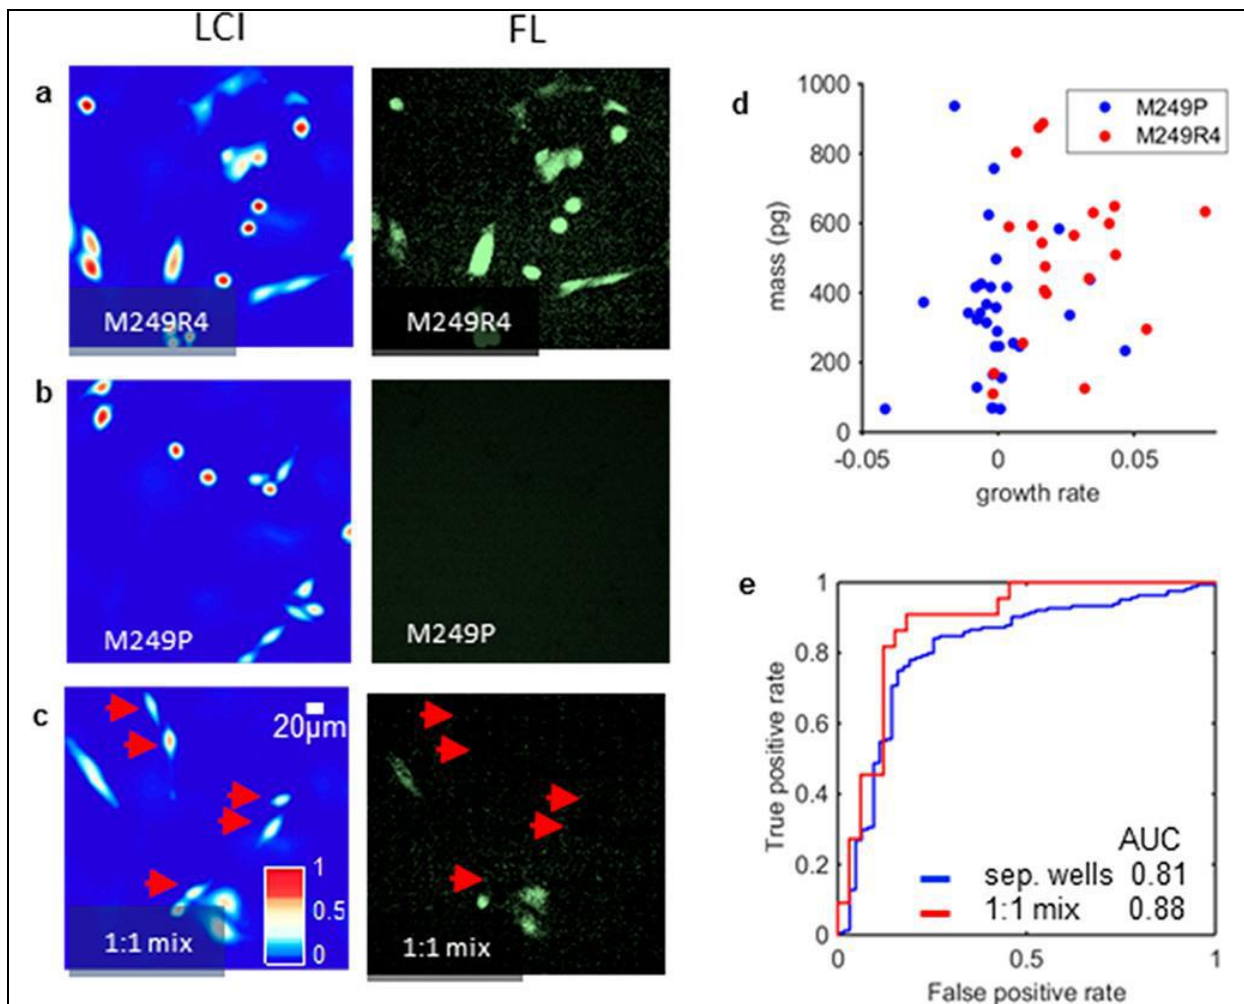 LCI FL
a
M249R4 M249R4
b
M249P M249P
c
20µm
1
0.5
0
1:1 mix 1:1 mix
d
1000
800
600
400
200
0
mass (pg)
M249P
M249R4
-0.05 0 0.05
growth rate
e
1
0.8
0.6
0.4
0.2
0
True positive rate
AUC
sep. wells 0.81
1:1 mix 0.88
0 0.5 1
False positive rate